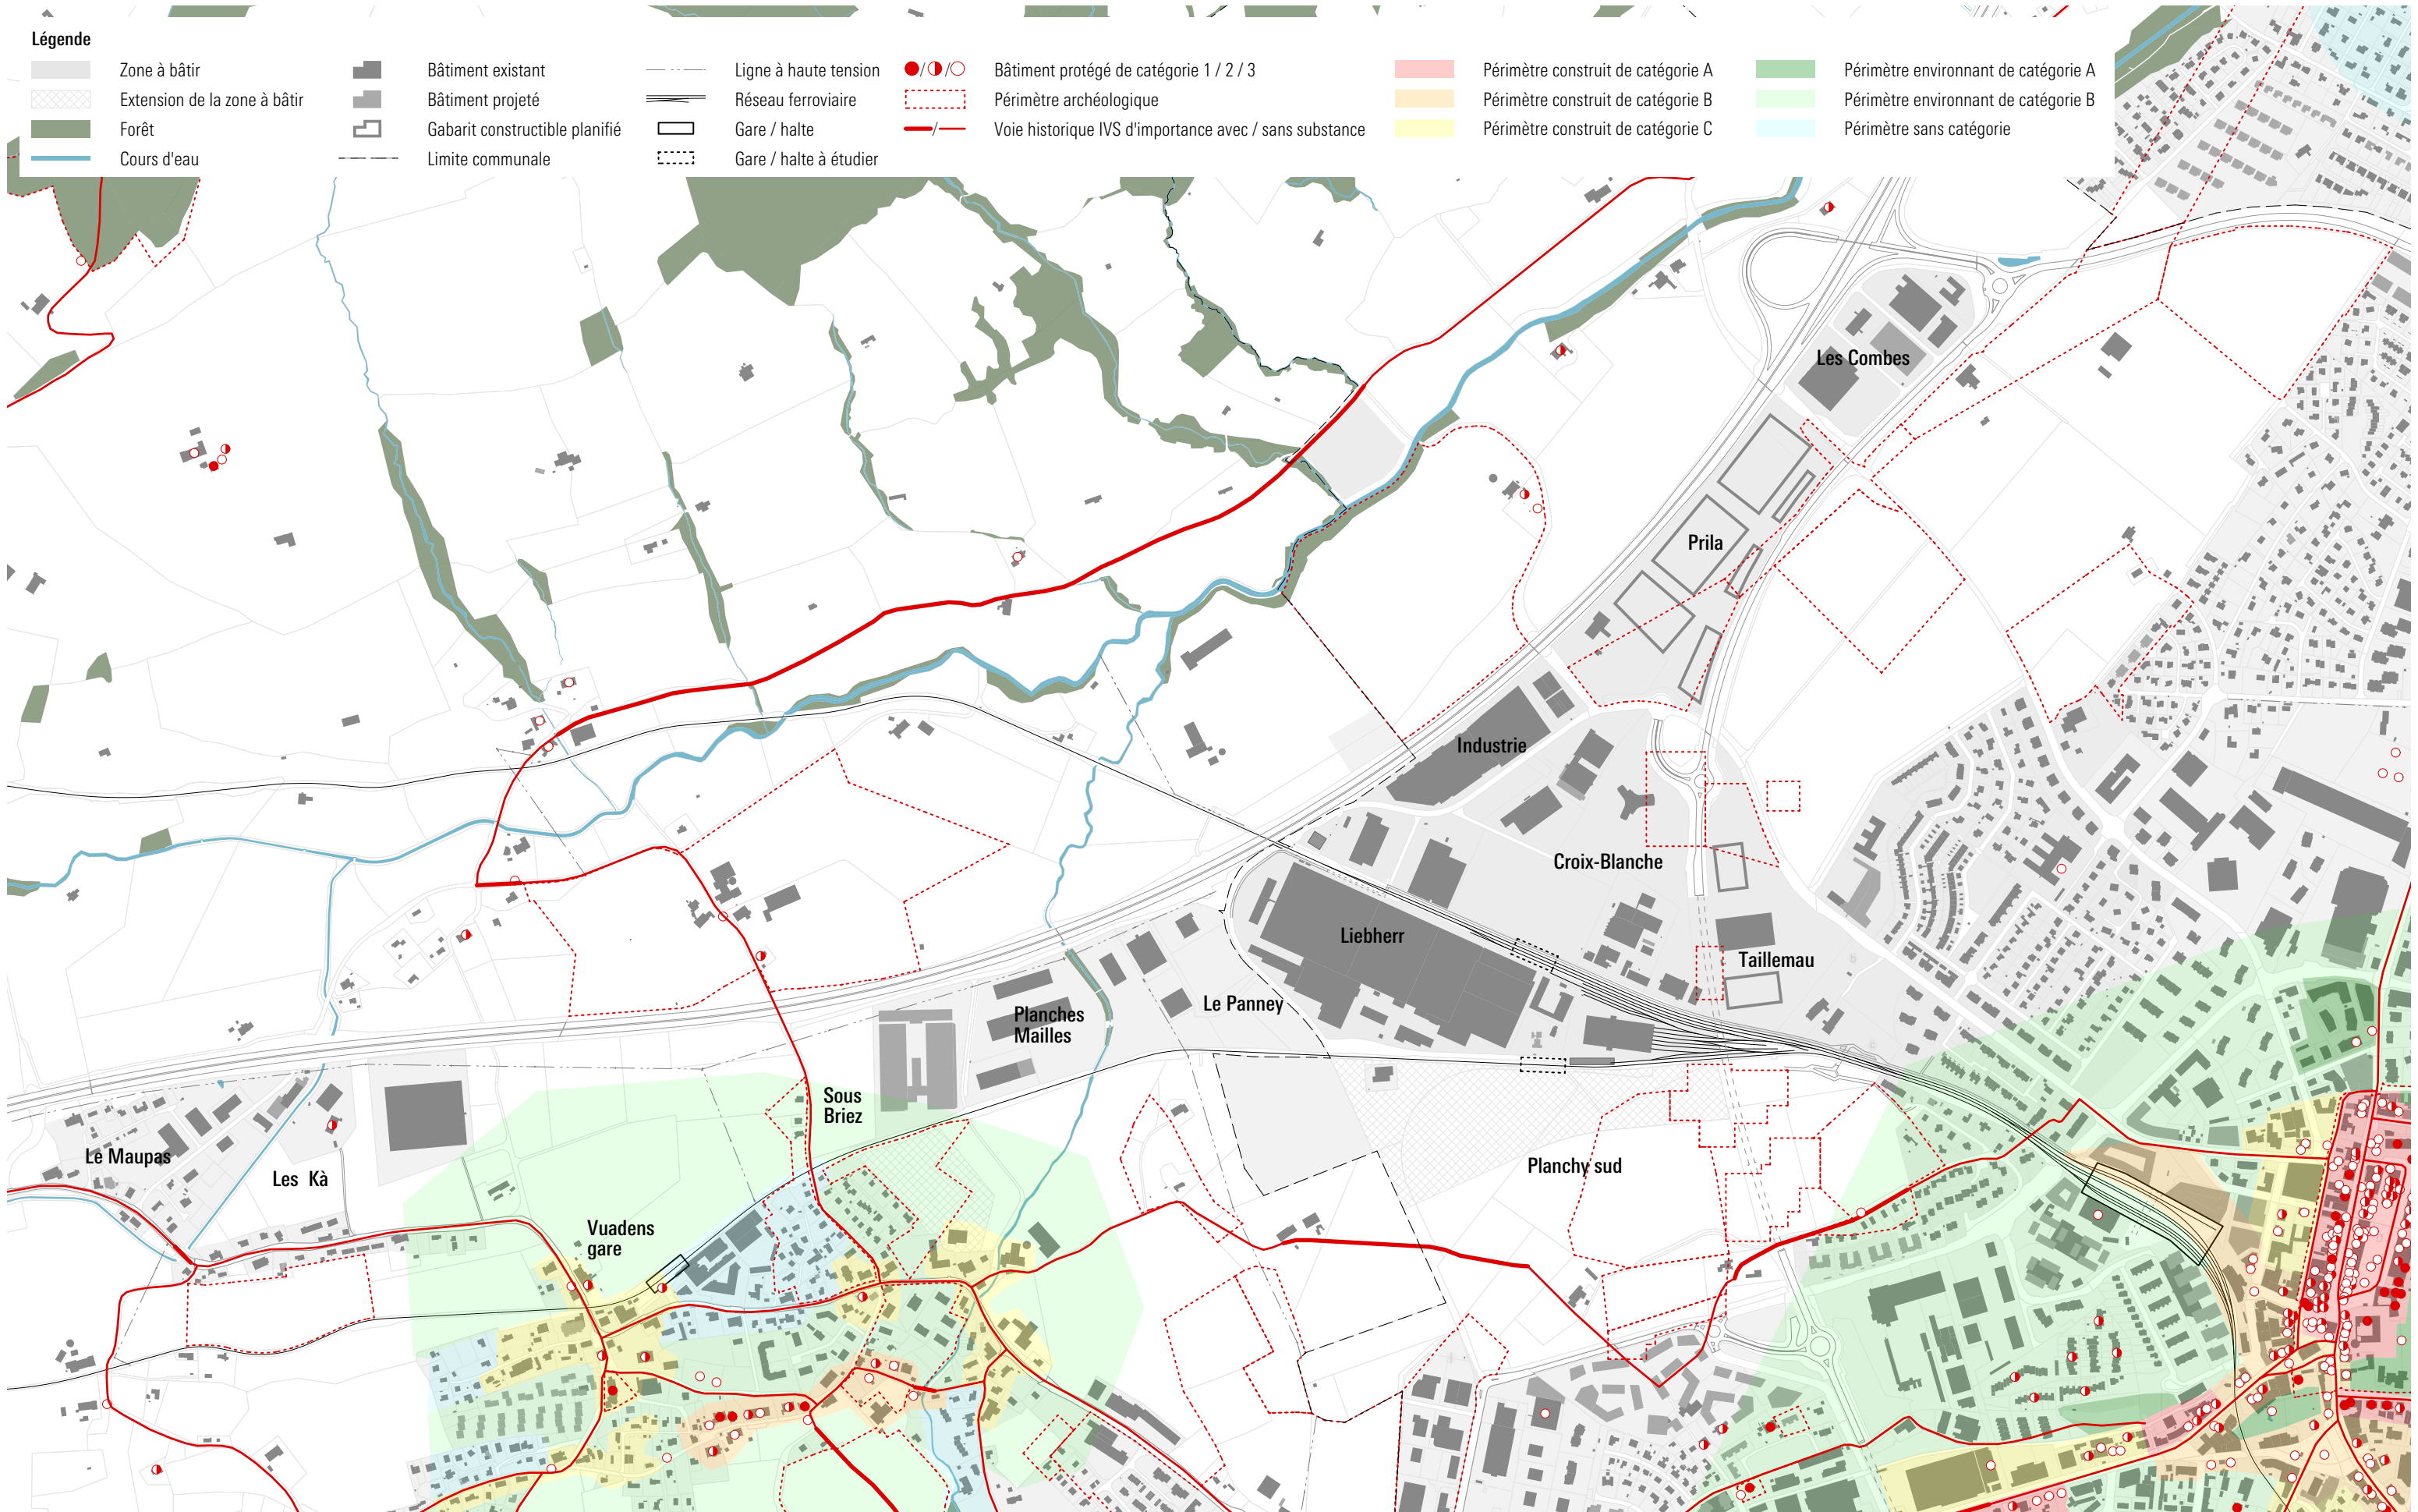 Légende
Zone à bâtir
Extension de la zone à bâtir
Forêt
Cours d'eau
Bâtiment existant
Bâtiment projeté
Gabarit constructible planifié
Limite communale
Ligne à haute tension
Réseau ferroviaire
Gare / halte
Gare / halte à étudier
Bâtiment protégé de catégorie 1 / 2 / 3
Périmètre archéologique
Voie historique IVS d'importance avec / sans substance
Périmètre construit de catégorie A
Périmètre construit de catégorie B
Périmètre construit de catégorie C
Périmètre environnant de catégorie A
Périmètre environnant de catégorie B
Périmètre sans catégorie
Les Combes
Prila
Industrie
Croix-Blanche
Liebherr
Taillemau
Le Panney
Planches
Mailles
Sous
Briez
Le Maupas
Les Kà
Planchy sud
Vuadens
gare